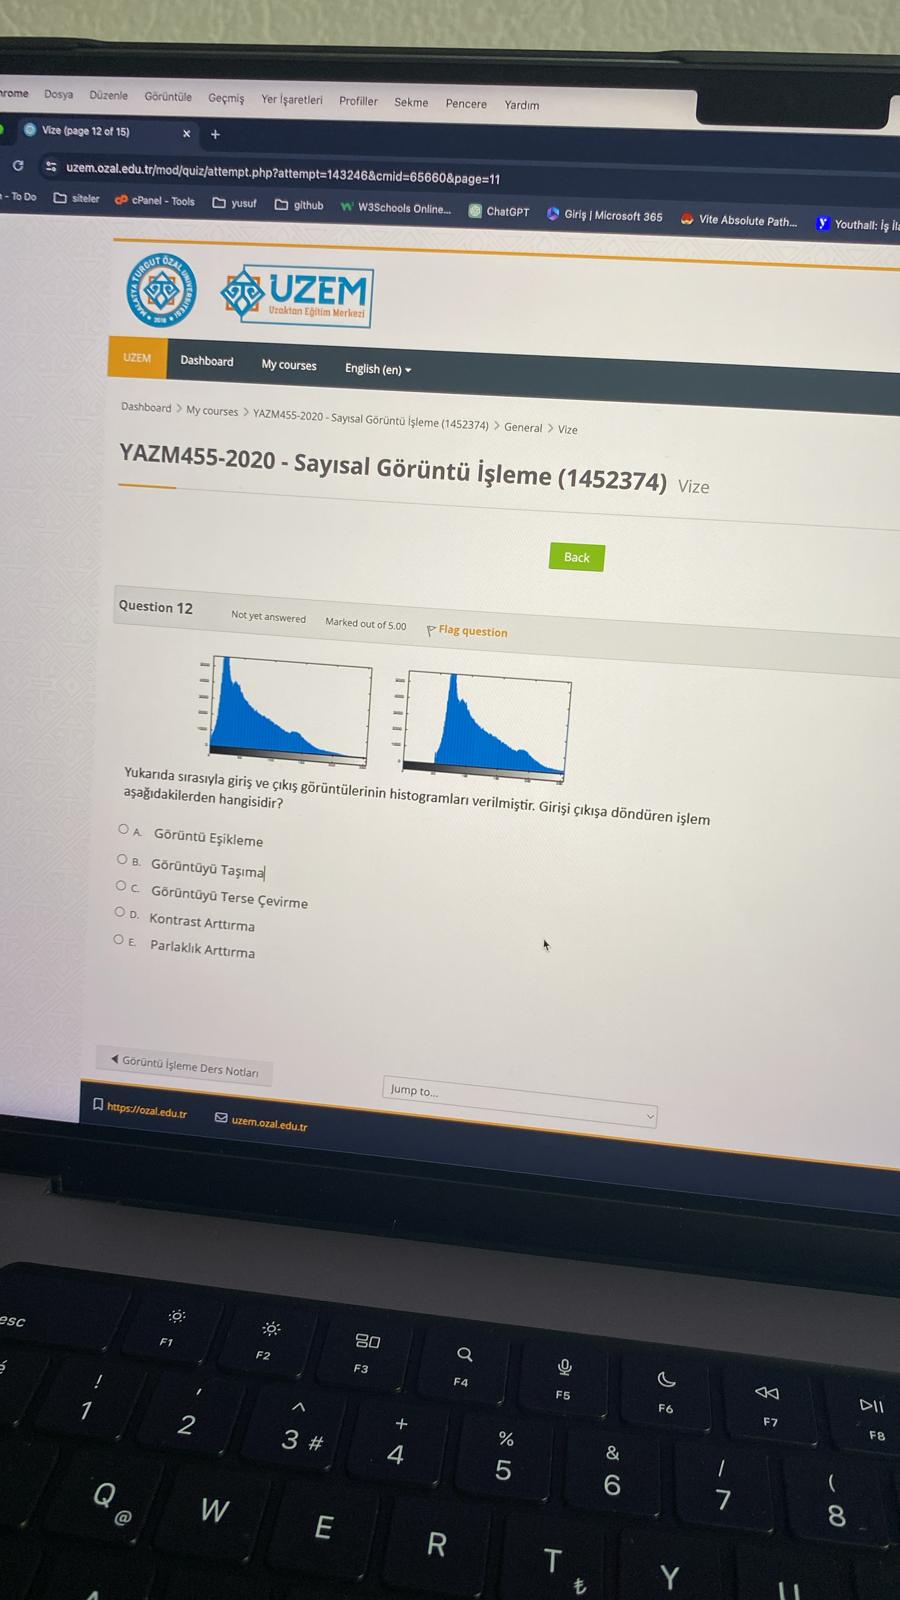 hrome Dosya Düzenle Görüntüle Geçmiş Yer İşaretleri Profiller Sekme Pencere Yardım
Vize (page 12 of 15) × +
uzem.ozal.edu.tr/mod/quiz/attempt.php?attempt=143246&cmid=65660&page=11
- To Do siteler cPanel - Tools yusuf github W3Schools Online... ChatGPT Giriş | Microsoft 365 Vite Absolute Path... Youthall: İş İla
MALATYA TURGUT ÖZAL ÜNİVERSİTESİ
2018
UZEM
Uzaktan Eğitim Merkezi
UZEM Dashboard My courses English (en)
Dashboard > My courses > YAZM455-2020 - Sayısal Görüntü İşleme (1452374) > General > Vize
YAZM455-2020 - Sayısal Görüntü İşleme (1452374) Vize
Back
Question 12 Not yet answered Marked out of 5.00 Flag question
Yukarıda sırasıyla giriş ve çıkış görüntülerinin histogramları verilmiştir. Girişi çıkışa döndüren işlem
aşağıdakilerden hangisidir?
A. Görüntü Eşikleme
B. Görüntüyü Taşıma
C. Görüntüyü Terse Çevirme
D. Kontrast Arttırma
E. Parlaklık Arttırma
Görüntü İşleme Ders Notları
Jump to...
https://ozal.edu.tr uzem.ozal.edu.tr
esc F1 F2 F3 F4 F5 F6 F7 F8
! 1 ' 2 ^ 3 # + 4 % 5 & 6 / 7 ( 8
Q @ W E R T ₺ Y U